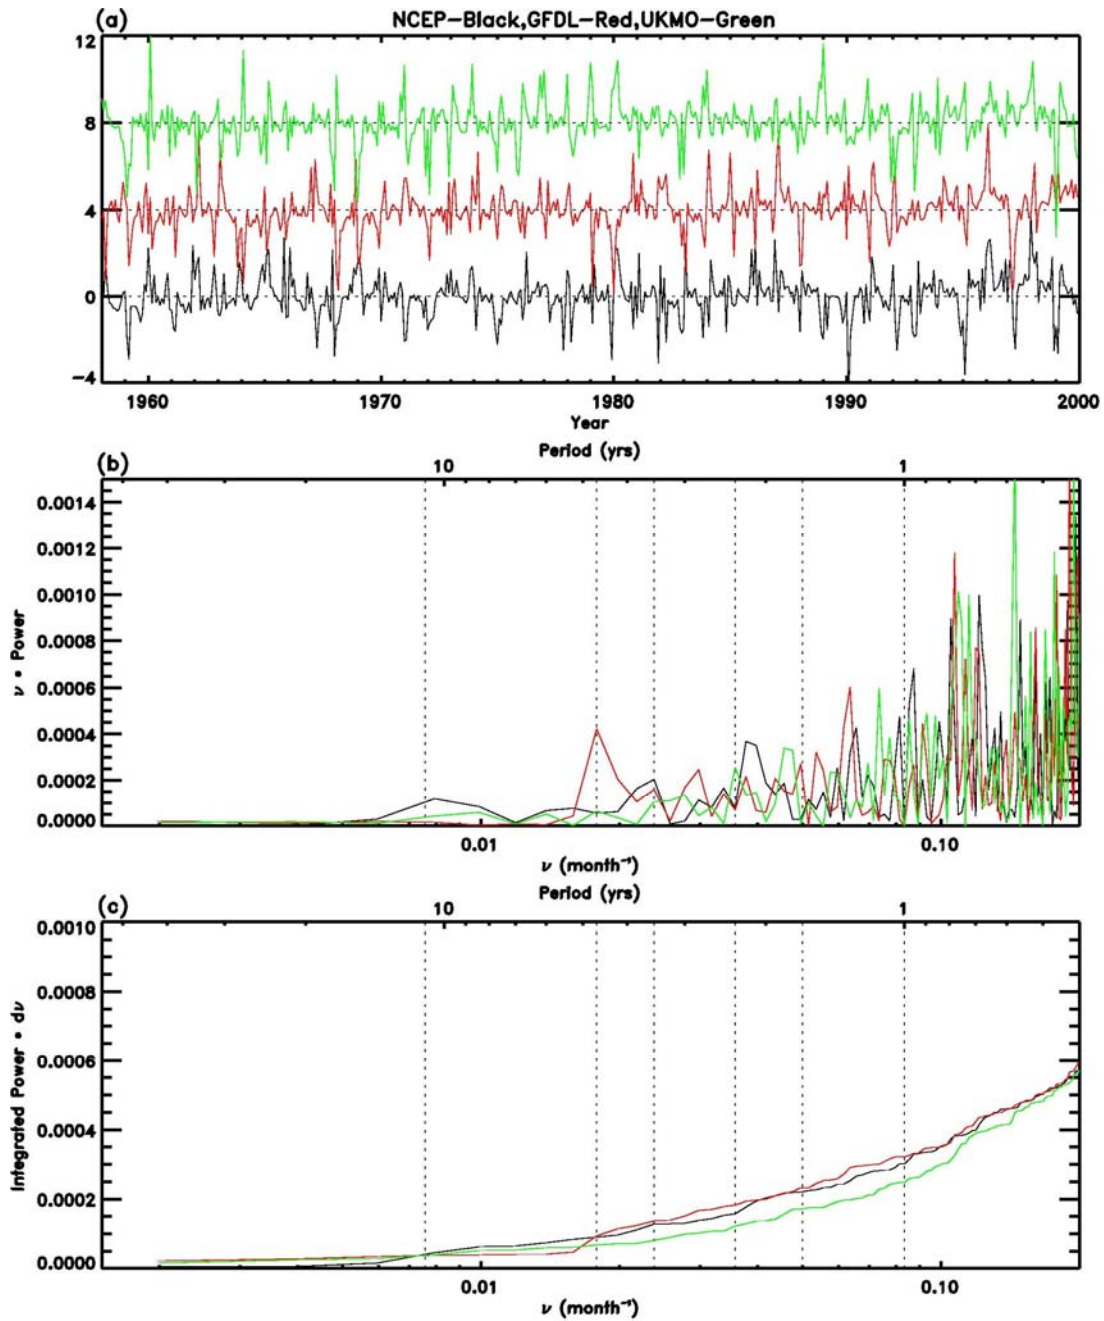 (a) NCEP-Black,GFDL-Red,UKMO-Green
12
8
4
0
-4
1960 1970 1980 1990 2000
Year
Period (yrs)
(b) 10 1
0.0014
0.0012
0.0010
0.0008
0.0006
0.0004
0.0002
0.0000
ν • Power
0.01 0.10
ν (month⁻¹)
Period (yrs)
(c) 10 1
0.0010
0.0008
0.0006
0.0004
0.0002
0.0000
Integrated Power • dν
0.01 0.10
ν (month⁻¹)